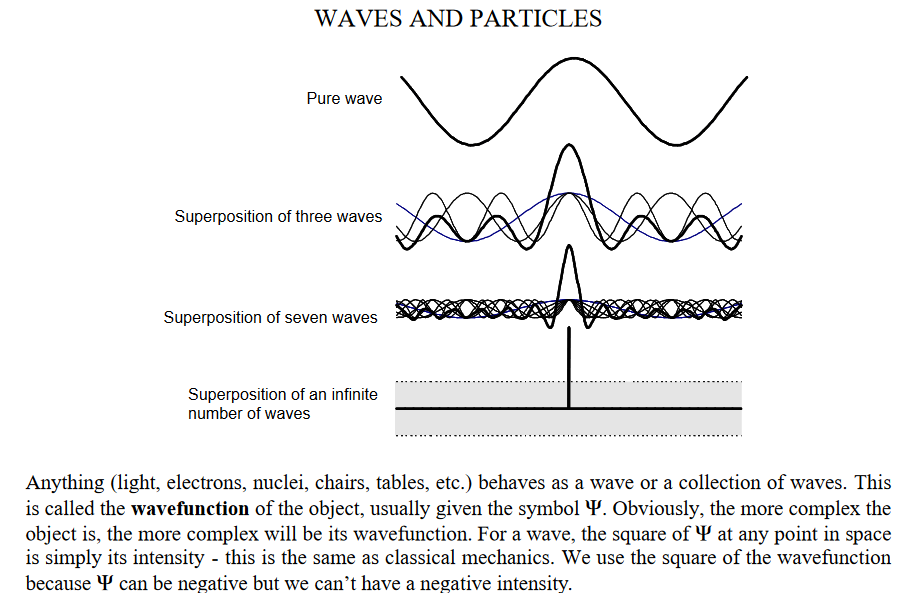 WAVES AND PARTICLES
Pure wave
Superposition of three waves
Superposition of seven waves
Superposition of an infinite
number of waves
Anything (light, electrons, nuclei, chairs, tables, etc.) behaves as a wave or a collection of waves. This
is called the wavefunction of the object, usually given the symbol Ψ. Obviously, the more complex the
object is, the more complex will be its wavefunction. For a wave, the square of Ψ at any point in space
is simply its intensity - this is the same as classical mechanics. We use the square of the wavefunction
because Ψ can be negative but we can’t have a negative intensity.